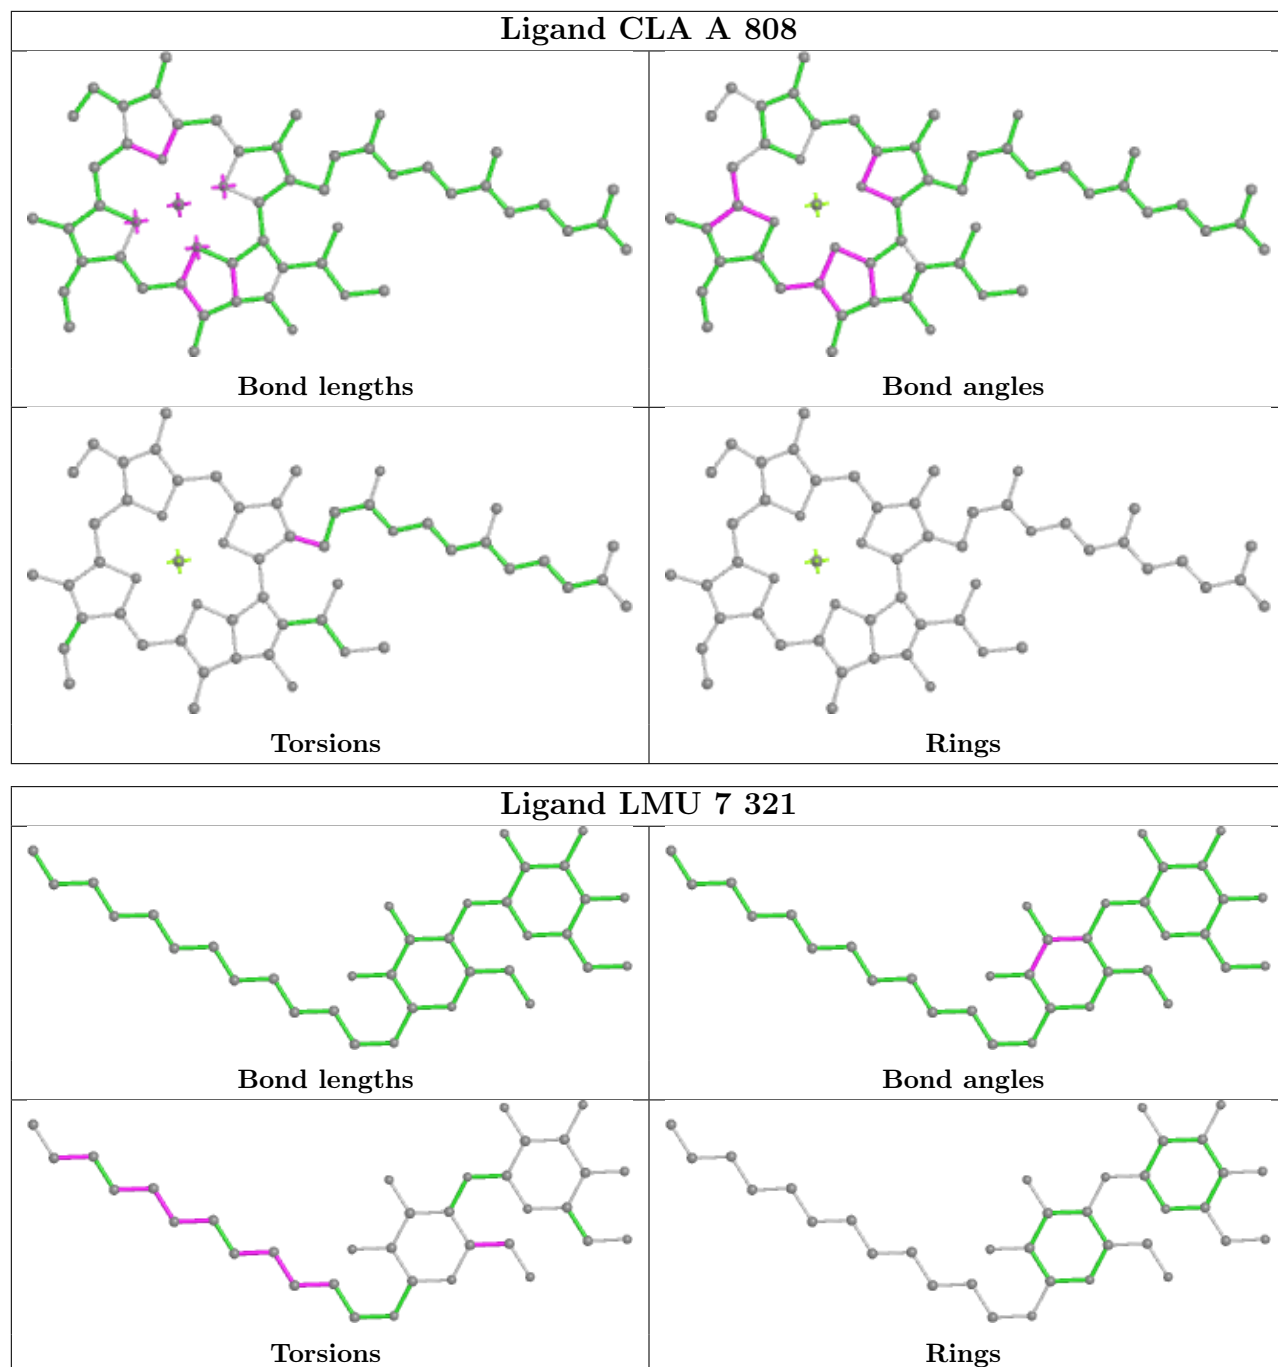 Ligand CLA A 808
Bond lengths
Bond angles
Torsions
Rings
Ligand LMU 7 321
Bond lengths
Bond angles
Torsions
Rings